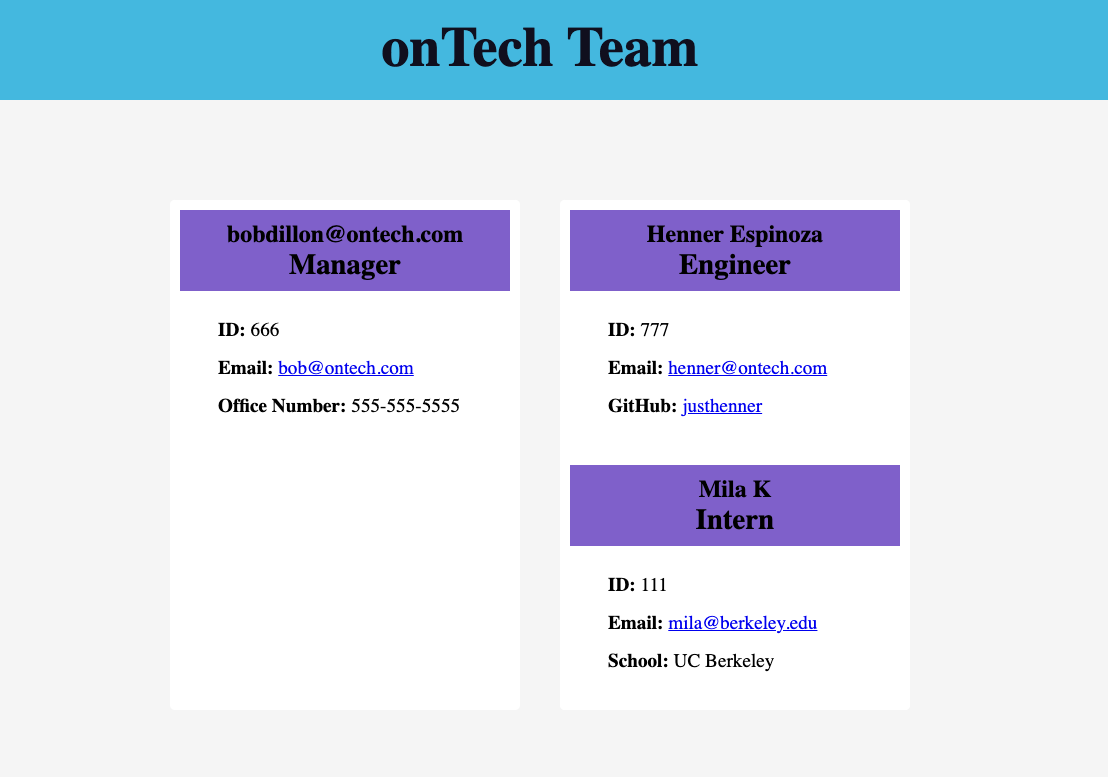 onTech Team
bobdillon@ontech.com
Manager
ID: 666
Email: bob@ontech.com
Office Number: 555-555-5555
Henner Espinoza
Engineer
ID: 777
Email: henner@ontech.com
GitHub: justhenner
Mila K
Intern
ID: 111
Email: mila@berkeley.edu
School: UC Berkeley